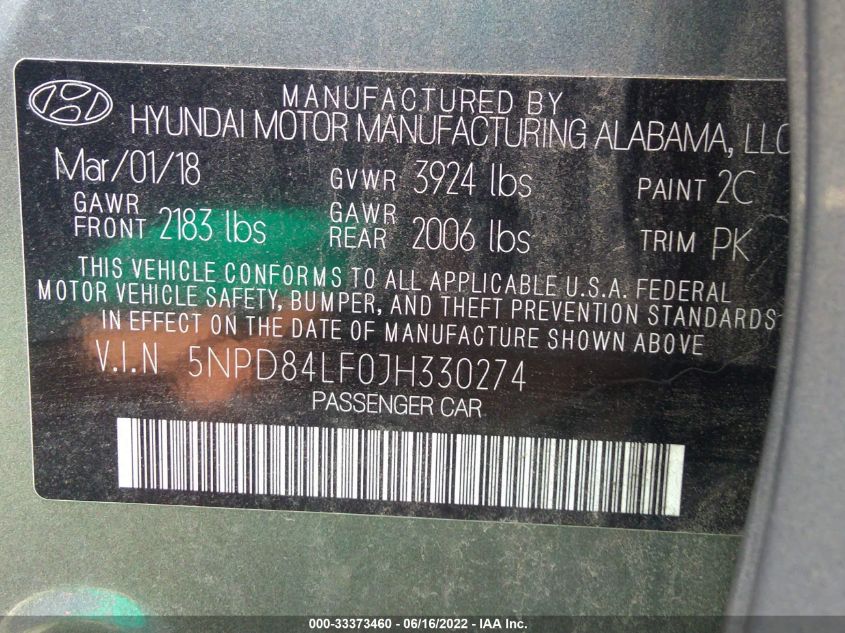 MANUFACTURED BY
HYUNDAI MOTOR MANUFACTURING ALABAMA, LLC
Mar/01/18 GVWR 3924 lbs PAINT 2C
GAWR FRONT 2183 lbs GAWR REAR 2006 lbs TRIM PK
THIS VEHICLE CONFORMS TO ALL APPLICABLE U.S.A. FEDERAL
MOTOR VEHICLE SAFETY, BUMPER, AND THEFT PREVENTION STANDARDS
IN EFFECT ON THE DATE OF MANUFACTURE SHOWN ABOVE
V.I.N 5NPD84LF0JH330274
PASSENGER CAR
000-33373460 - 06/16/2022 - IAAI.com